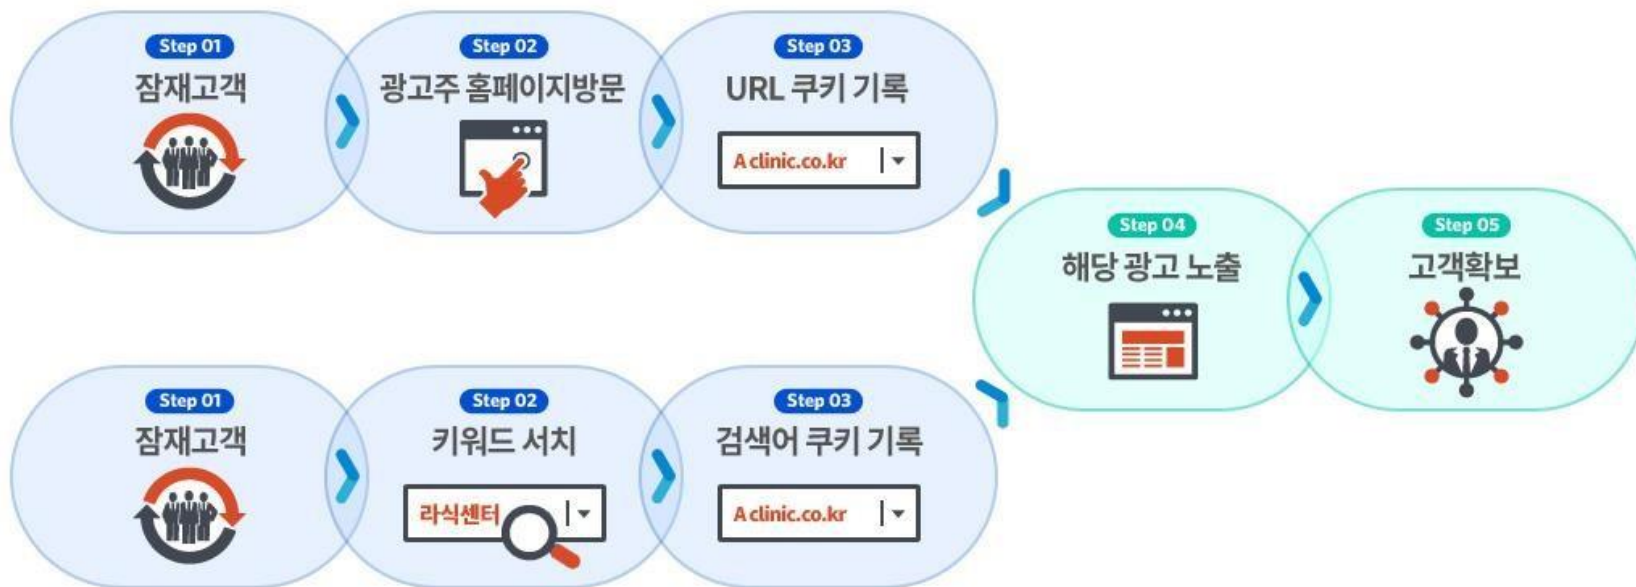 Step 01
잠재고객
Step 02
광고주 홈페이지방문
Step 03
URL 쿠키 기록
A clinic.co.kr
Step 04
해당 광고 노출
Step 05
고객확보
Step 01
잠재고객
Step 02
키워드 서치
라식센터
Step 03
검색어 쿠키 기록
A clinic.co.kr